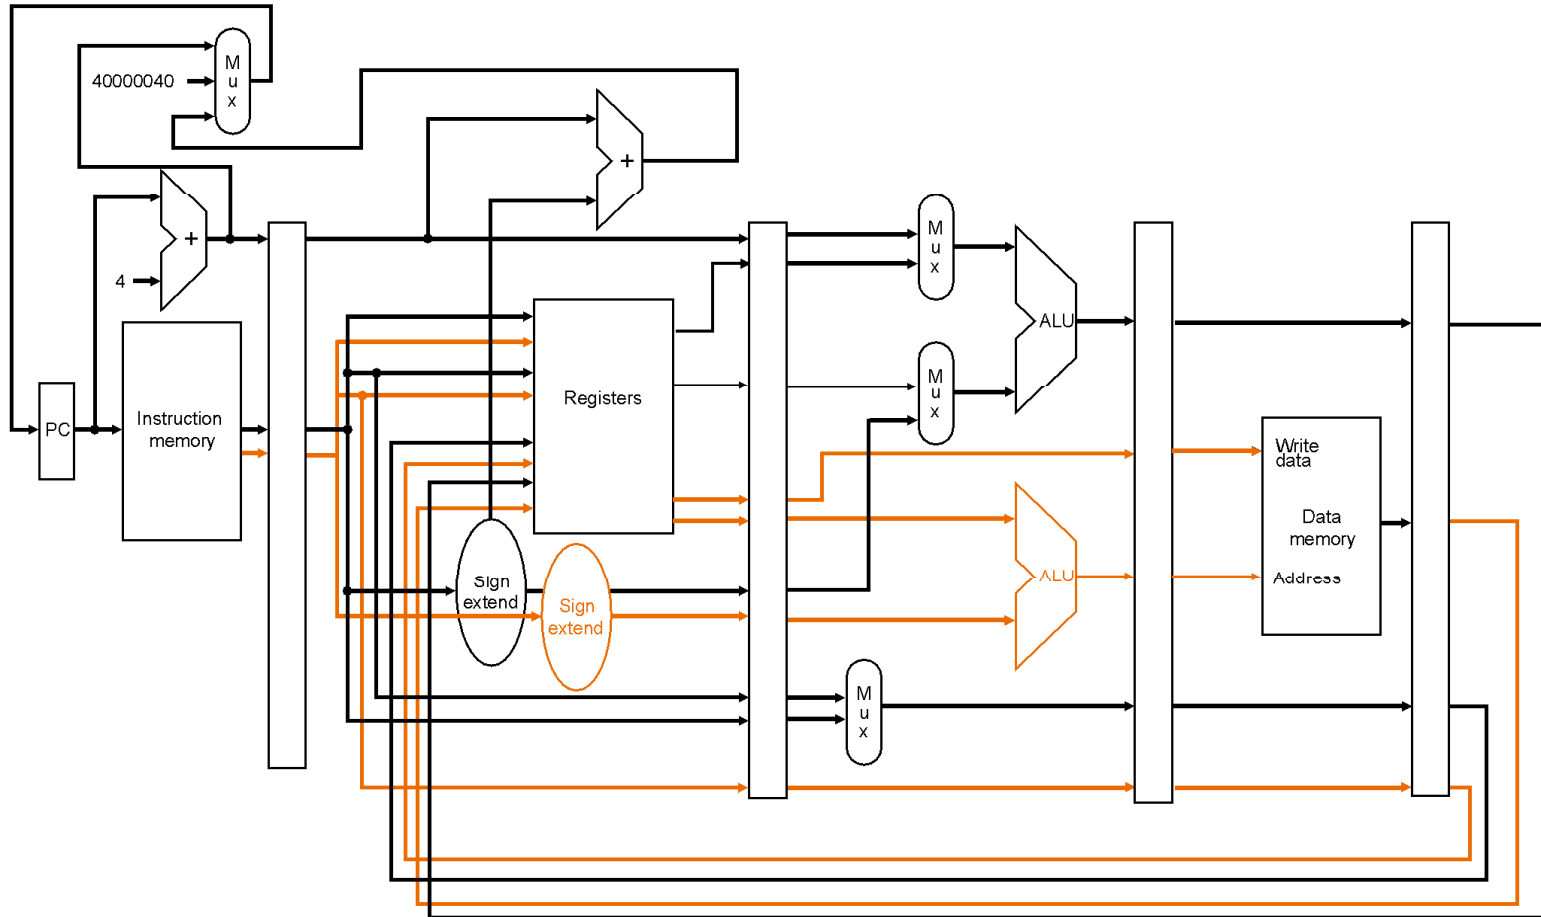 M
u
x
40000040
+
+
4
M
u
x
ALU
M
u
x
PC
Instruction
memory
Registers
Write
data
Data
memory
Address
Sign
extend
Sign
extend
ALU
M
u
x